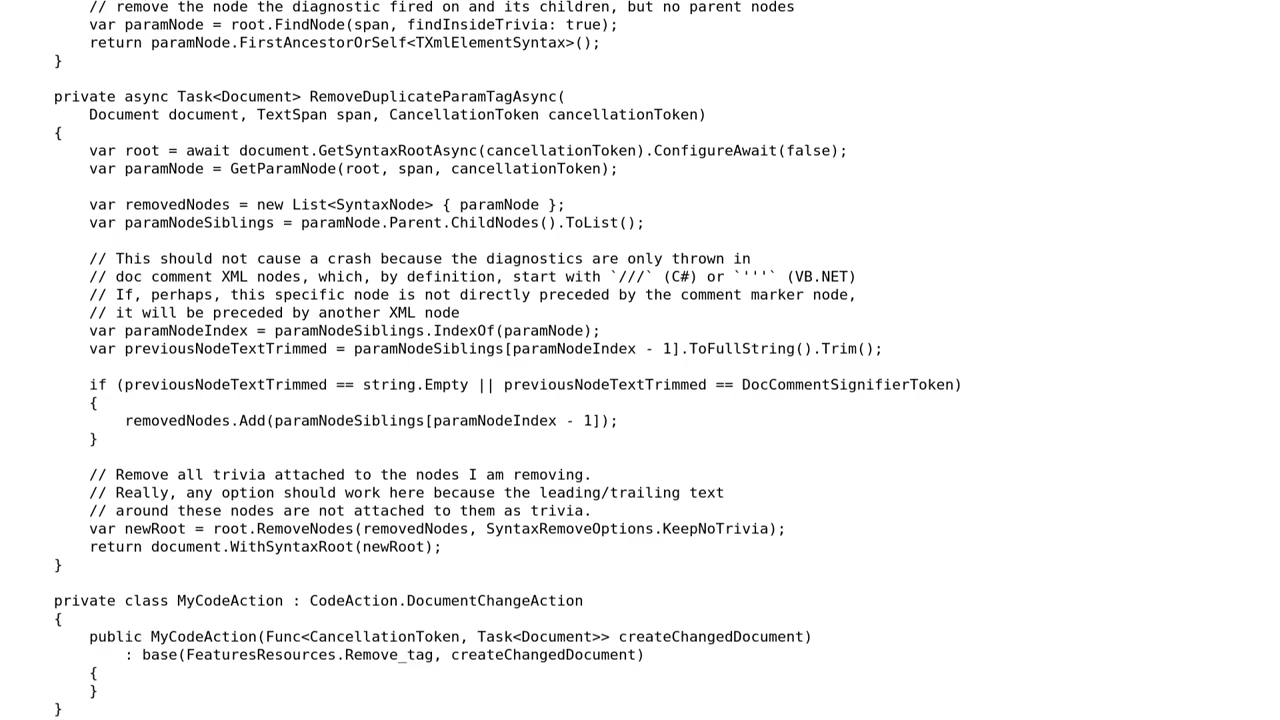 // remove the node the diagnostic fired on and its children, but no parent nodes
var paramNode = root.FindNode(span, findInsideTrivia: true);
return paramNode.FirstAncestorOrSelf<TXmlElementSyntax>();
}
private async Task<Document> RemoveDuplicateParamTagAsync(
Document document, TextSpan span, CancellationToken cancellationToken)
{
var root = await document.GetSyntaxRootAsync(cancellationToken).ConfigureAwait(false);
var paramNode = GetParamNode(root, span, cancellationToken);
var removedNodes = new List<SyntaxNode> { paramNode };
var paramNodeSiblings = paramNode.Parent.ChildNodes().ToList();
// This should not cause a crash because the diagnostics are only thrown in
// doc comment XML nodes, which, by definition, start with `///` (C#) or `'''` (VB.NET)
// If, perhaps, this specific node is not directly preceded by the comment marker node,
// it will be preceded by another XML node
var paramNodeIndex = paramNodeSiblings.IndexOf(paramNode);
var previousNodeTextTrimmed = paramNodeSiblings[paramNodeIndex - 1].ToFullString().Trim();
if (previousNodeTextTrimmed == string.Empty || previousNodeTextTrimmed == DocCommentSignifierToken)
{
removedNodes.Add(paramNodeSiblings[paramNodeIndex - 1]);
}
// Remove all trivia attached to the nodes I am removing.
// Really, any option should work here because the leading/trailing text
// around these nodes are not attached to them as trivia.
var newRoot = root.RemoveNodes(removedNodes, SyntaxRemoveOptions.KeepNoTrivia);
return document.WithSyntaxRoot(newRoot);
}
private class MyCodeAction : CodeAction.DocumentChangeAction
{
public MyCodeAction(Func<CancellationToken, Task<Document>> createChangedDocument)
: base(FeaturesResources.Remove_tag, createChangedDocument)
{
}
}